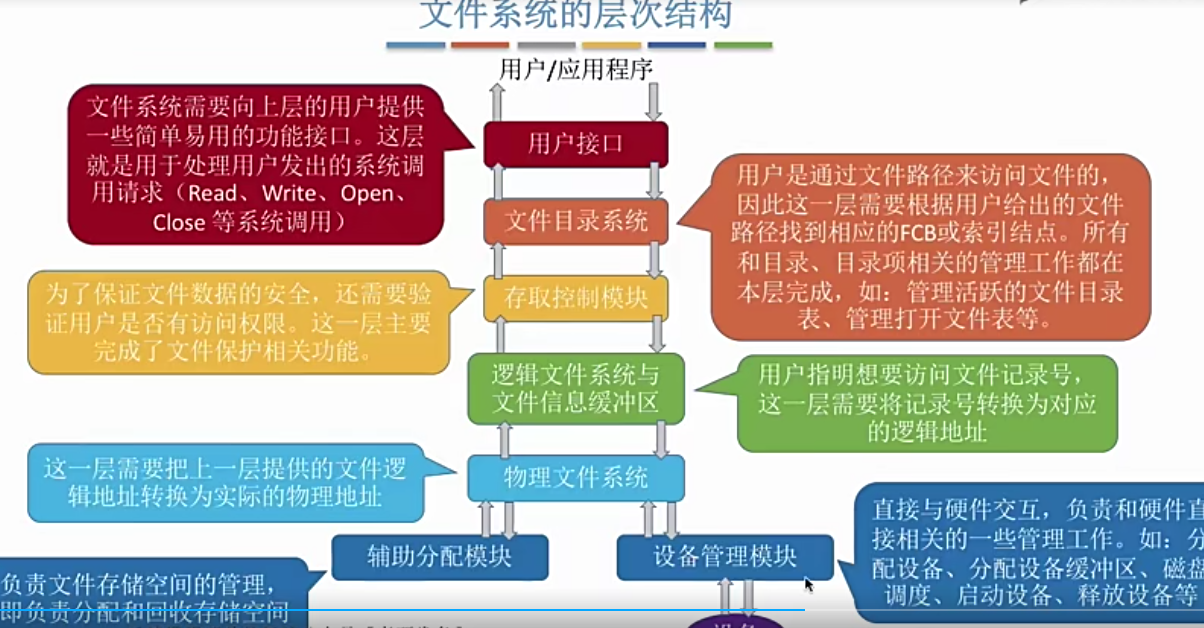 文件系统的层次结构
用户/应用程序
文件系统需要向上层的用户提供
一些简单易用的功能接口。这层
就是用于处理用户发出的系统调
用请求（Read、Write、Open、
Close 等系统调用）
用户接口
文件目录系统
用户是通过文件路径来访问文件的，
因此这一层需要根据用户给出的文件
路径找到相应的FCB或索引结点。所有
和目录、目录项相关的管理工作都在
本层完成，如：管理活跃的文件目录
表、管理打开文件表等。
为了保证文件数据的安全，还需要验
证用户是否有访问权限。这一层主要
完成了文件保护相关功能。
存取控制模块
逻辑文件系统与
文件信息缓冲区
用户指明想要访问文件记录号，
这一层需要将记录号转换为对应
的逻辑地址
这一层需要把上一层提供的文件逻
辑地址转换为实际的物理地址
物理文件系统
辅助分配模块
设备管理模块
直接与硬件交互，负责和硬件直
接相关的一些管理工作。如：分
配设备、分配设备缓冲区、磁盘
调度、启动设备、释放设备等
负责文件存储空间的管理，
即负责分配和回收存储空间
设备